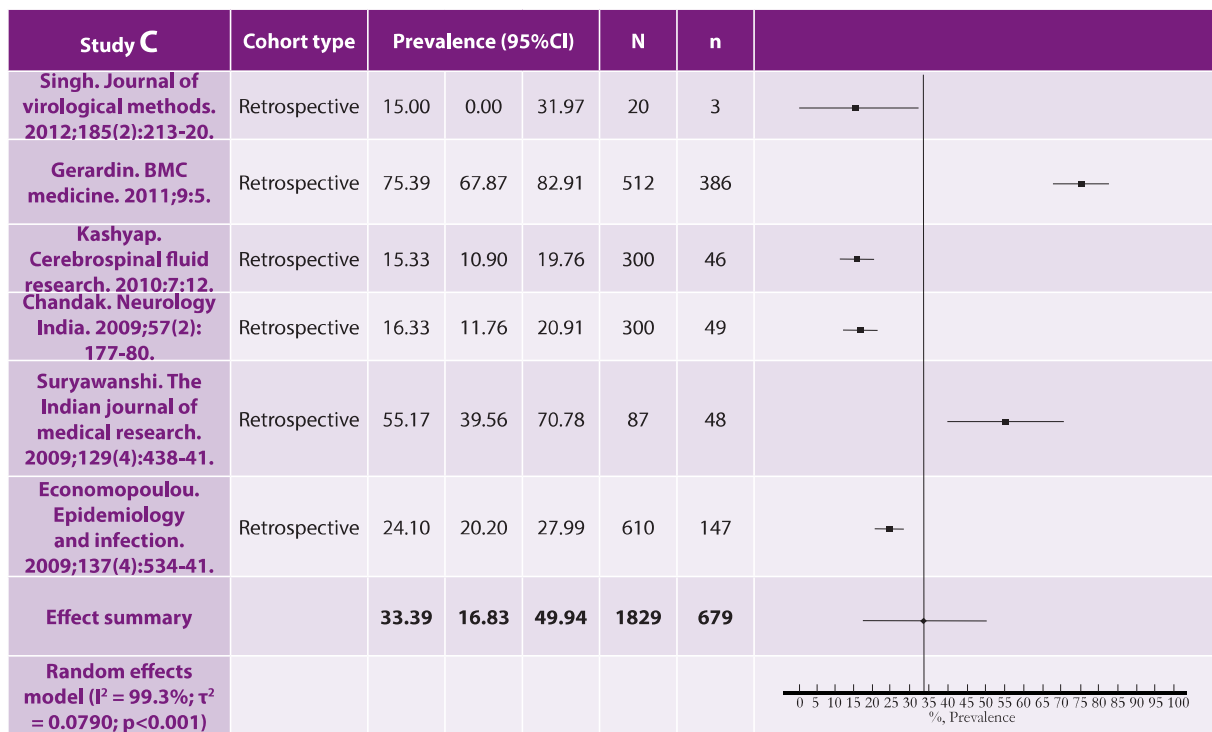 Study C Cohort type Prevalence (95%CI) N n
Singh. Journal of
virological methods.
2012;185(2):213-20.
Retrospective 15.00 0.00 31.97 20 3
Gerardin. BMC
medicine. 2011;9:5.
Retrospective 75.39 67.87 82.91 512 386
Kashyap.
Cerebrospinal fluid
research. 2010;7:12.
Retrospective 15.33 10.90 19.76 300 46
Chandak. Neurology
India. 2009;57(2):
177-80.
Retrospective 16.33 11.76 20.91 300 49
Suryawanshi. The
Indian journal of
medical research.
2009;129(4):438-41.
Retrospective 55.17 39.56 70.78 87 48
Economopoulou.
Epidemiology
and infection.
2009;137(4):534-41.
Retrospective 24.10 20.20 27.99 610 147
Effect summary 33.39 16.83 49.94 1829 679
Random effects
model (I² = 99.3%; τ²
= 0.0790; p<0.001)
0 5 10 15 20 25 30 35 40 45 50 55 60 65 70 75 80 85 90 95 100
%, Prevalence